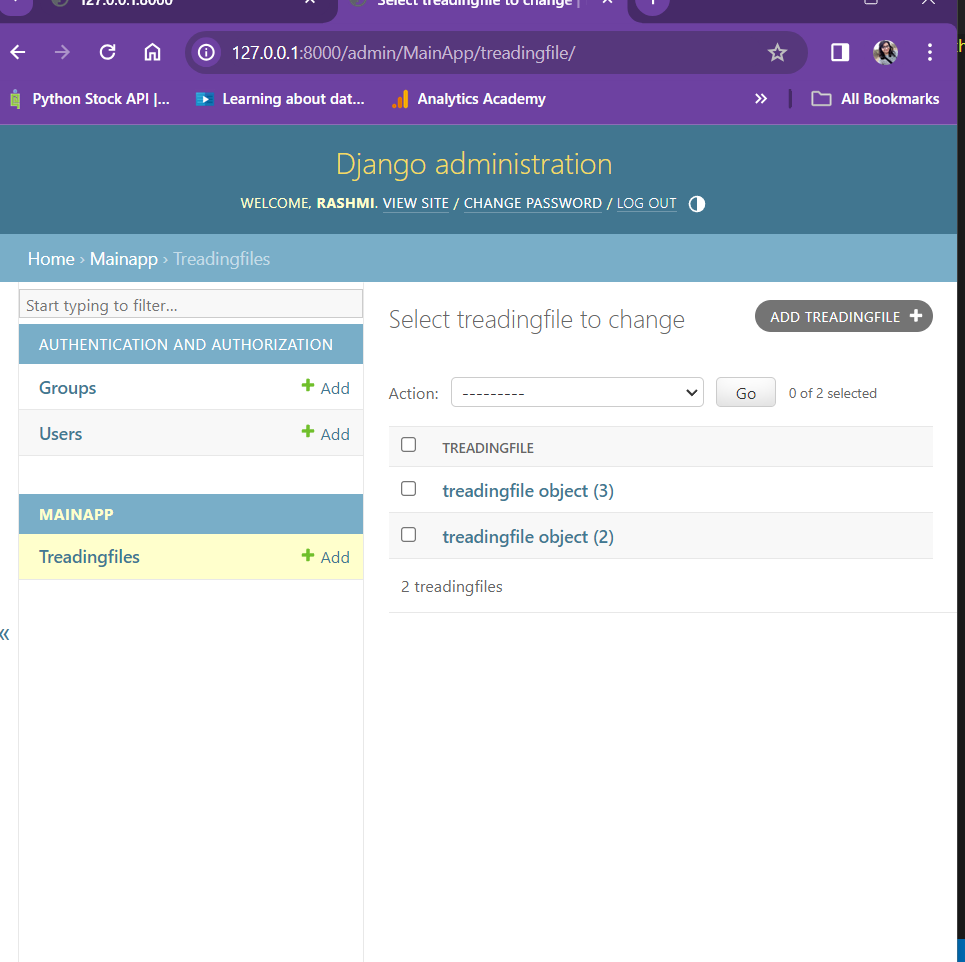 127.0.0.1:8000
Select treadingfile to change |
127.0.0.1:8000/admin/MainApp/treadingfile/
Python Stock API |... Learning about dat... Analytics Academy » All Bookmarks
Django administration
WELCOME, RASHMI. VIEW SITE / CHANGE PASSWORD / LOG OUT
Home › Mainapp › Treadingfiles
Start typing to filter...
AUTHENTICATION AND AUTHORIZATION
Groups + Add
Users + Add
MAINAPP
Treadingfiles + Add
«
Select treadingfile to change
ADD TREADINGFILE +
Action: --------- Go 0 of 2 selected
TREADINGFILE
treadingfile object (3)
treadingfile object (2)
2 treadingfiles